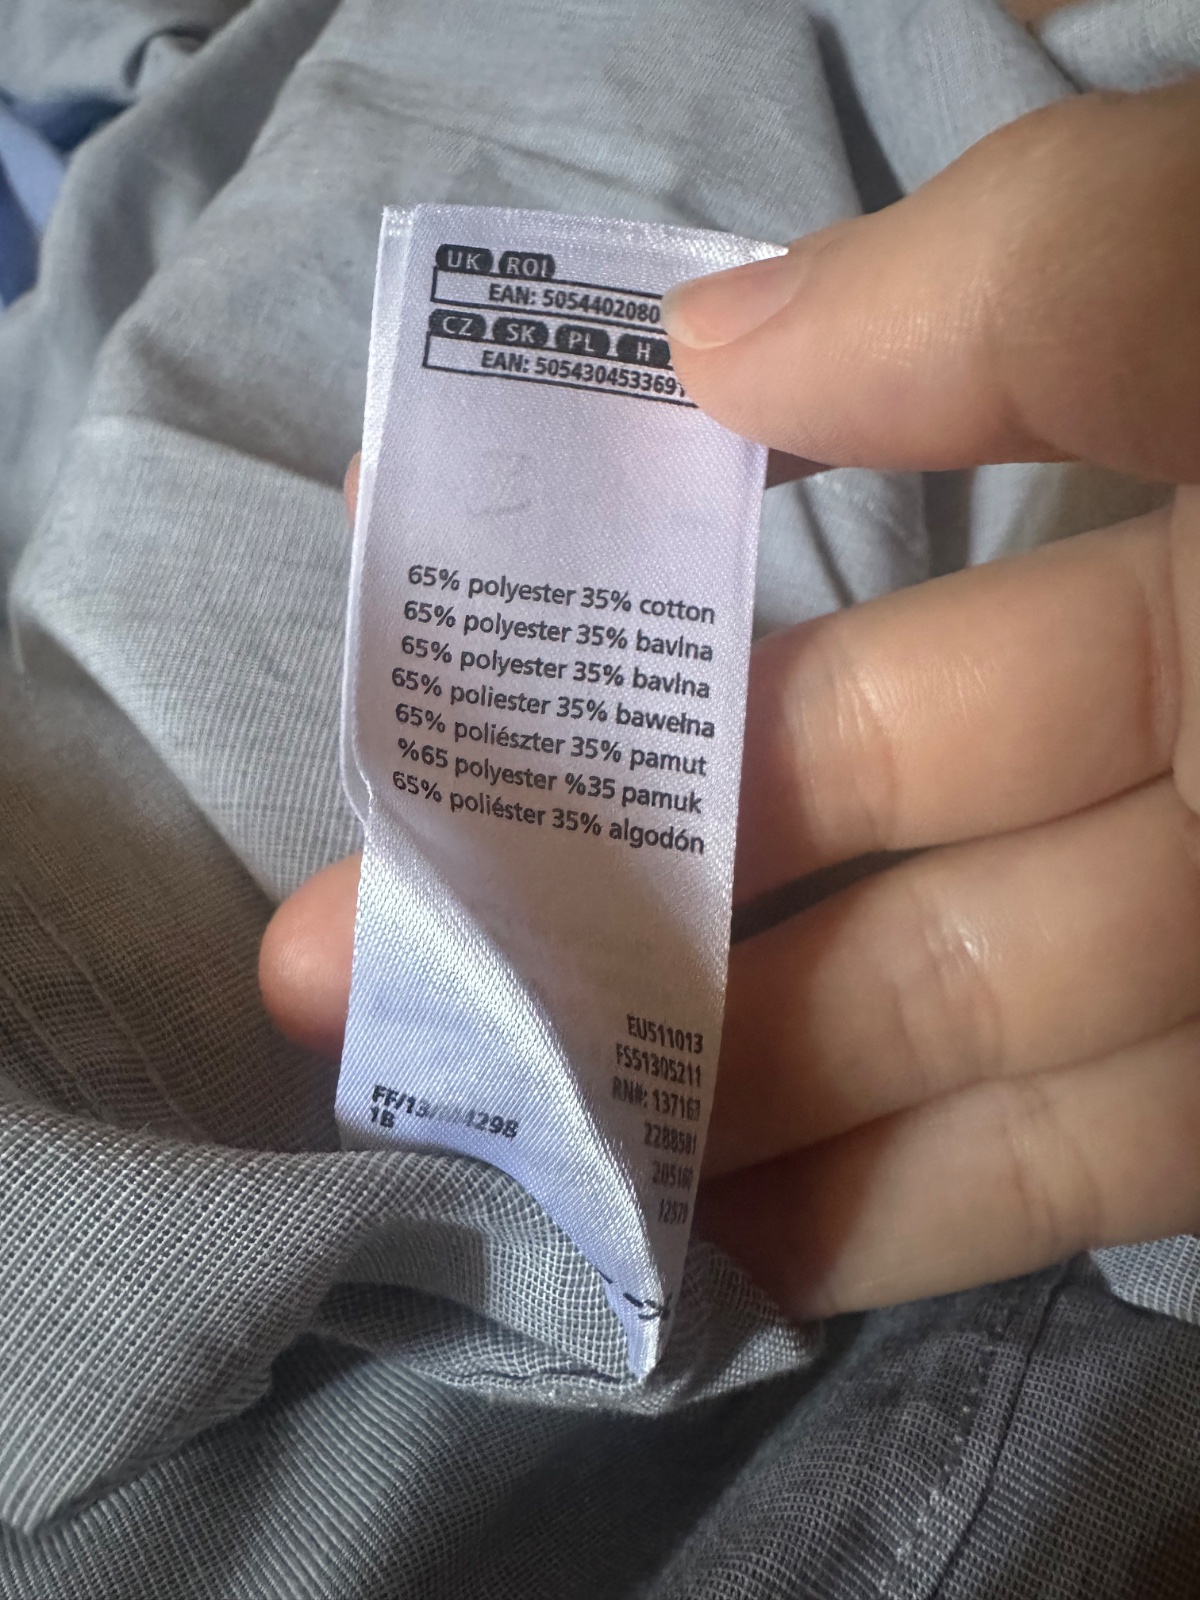 UK ROI
EAN: 5054402080
CZ SK PL H
EAN: 505430453369
65% polyester 35% cotton
65% polyester 35% bavlna
65% polyester 35% bavlna
65% poliester 35% bawełna
65% poliészter 35% pamut
%65 polyester %35 pamuk
65% poliéster 35% algodón
EU511013
FS51305211
RN#: 137167
2288581
12579
1B